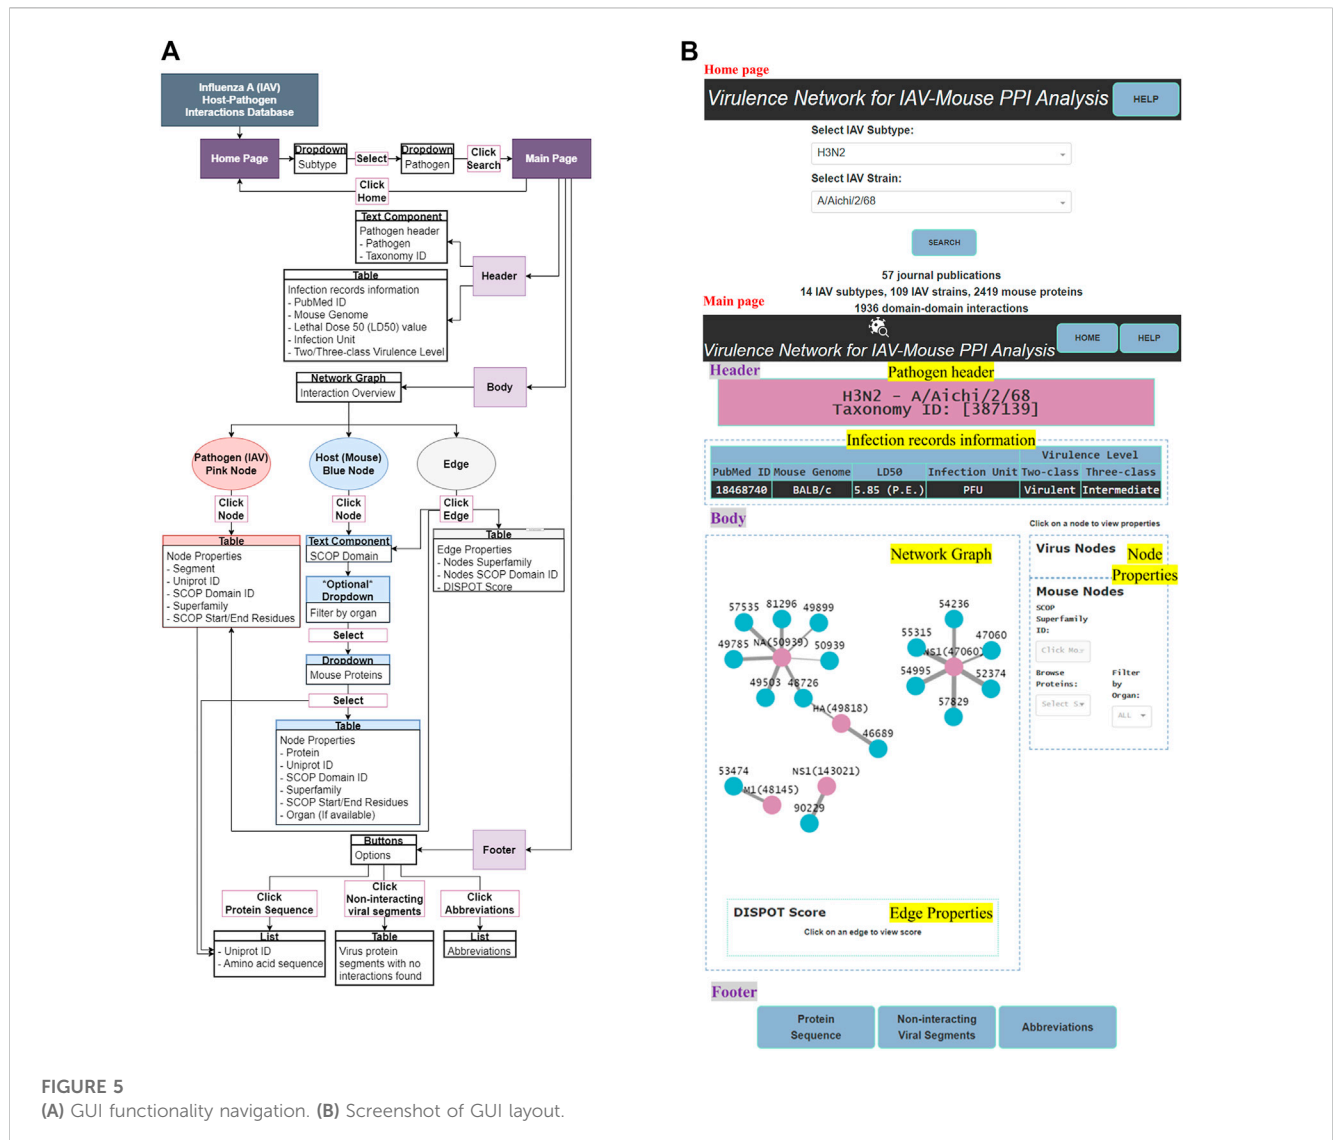 A
Influenza A (IAV)
Host-Pathogen
Interactions Database
Home Page
Dropdown
Subtype
Select
Dropdown
Pathogen
Click
Search
Main Page
Click
Home
Text Component
Pathogen header
- Pathogen
- Taxonomy ID
Header
Table
Infection records information
- PubMed ID
- Mouse Genome
- Lethal Dose 50 (LD50) value
- Infection Unit
- Two/Three-class Virulence Level
Network Graph
Interaction Overview
Body
Pathogen (IAV)
Pink Node
Host (Mouse)
Blue Node
Edge
Click
Node
Click
Node
Click
Edge
Table
Node Properties
- Segment
- Uniprot ID
- SCOP Domain ID
- Superfamily
- SCOP Start/End Residues
Text Component
SCOP Domain
Table
Edge Properties
- Nodes Superfamily
- Nodes SCOP Domain ID
- DISPOT Score
*Optional*
Dropdown
Filter by organ
Select
Dropdown
Mouse Proteins
Select
Table
Node Properties
- Protein
- Uniprot ID
- SCOP Domain ID
- Superfamily
- SCOP Start/End Residues
- Organ (If available)
Buttons
Options
Footer
Click
Protein Sequence
Click
Non-interacting
viral segments
Click
Abbreviations
List
- Uniprot ID
- Amino acid sequence
Table
Virus protein
segments with no
interactions found
List
Abbreviations
B
Home page
Virulence Network for IAV-Mouse PPI Analysis
HELP
Select IAV Subtype:
H3N2
Select IAV Strain:
A/Aichi/2/68
SEARCH
57 journal publications
14 IAV subtypes, 109 IAV strains, 2419 mouse proteins
1936 domain-domain interactions
Main page
Virulence Network for IAV-Mouse PPI Analysis
HOME
HELP
Header
Pathogen header
H3N2 - A/Aichi/2/68
Taxonomy ID: [387139]
Infection records information
Virulence Level
PubMed ID Mouse Genome LD50 Infection Unit Two-class Three-class
18468740 BALB/c 5.85 (P.E.) PFU Virulent Intermediate
Body
Click on a node to view properties
Network Graph
Virus Nodes
Node
Properties
Mouse Nodes
SCOP
Superfamily
ID:
Click Mo.
Browse
Proteins:
Select S.
Filter
by
Organ:
ALL
57535
81296
49899
49785
NA(50939)
50939
49503
48726
HA(49818)
46689
54236
55315
NS1(47060)
47060
54995
52374
57829
53474
M1(48145)
NS1(143021)
90229
DISPOT Score
Edge Properties
Click on an edge to view score
Footer
Protein
Sequence
Non-interacting
Viral Segments
Abbreviations
FIGURE 5
(A) GUI functionality navigation. (B) Screenshot of GUI layout.